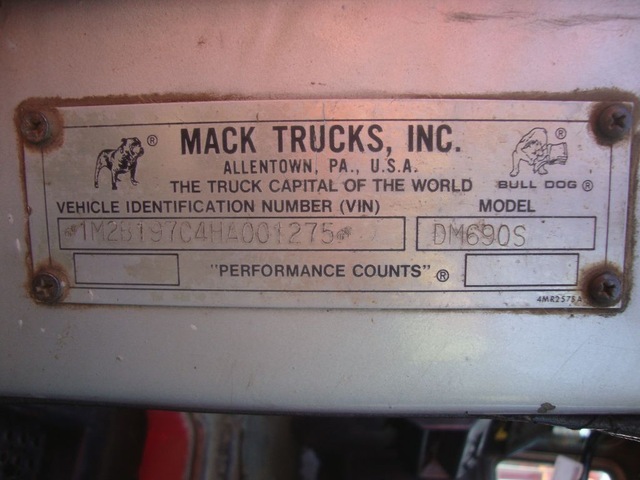 MACK TRUCKS, INC.
ALLENTOWN, PA., U.S.A.
THE TRUCK CAPITAL OF THE WORLD
®
BULL DOG ®
VEHICLE IDENTIFICATION NUMBER (VIN)
MODEL
1M2B197C4HA001275
DM690S
"PERFORMANCE COUNTS" ®
4MR2575A